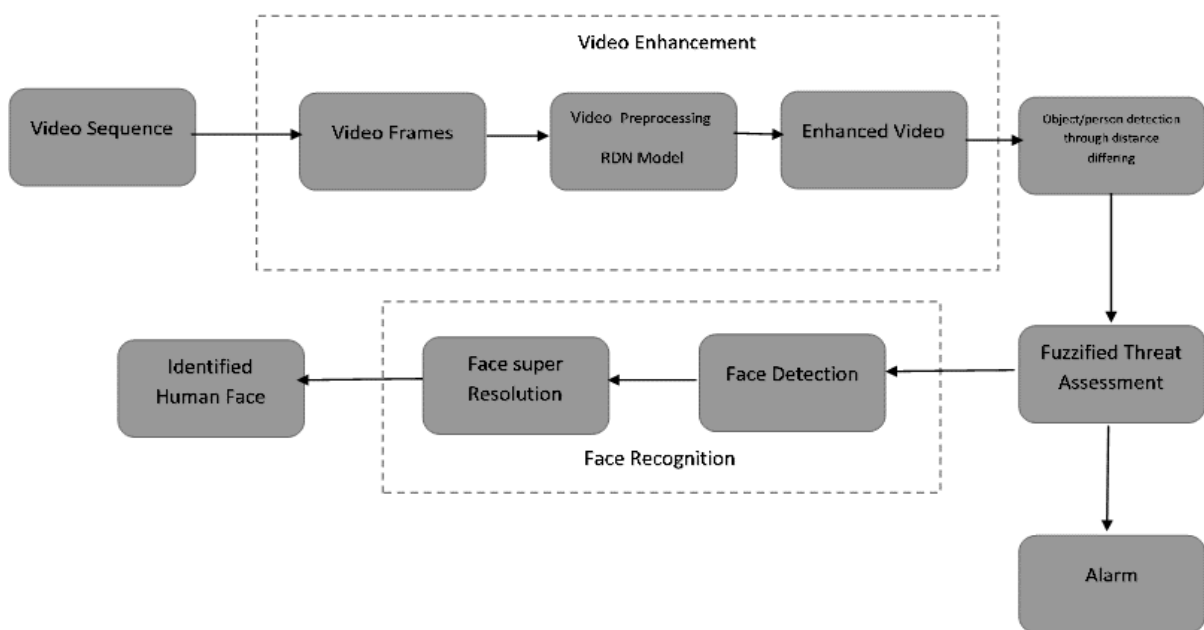 Video Enhancement
Video Sequence
Video Frames
Video Preprocessing
RDN Model
Enhanced Video
Object/person detection
through distance
differing
Identified
Human Face
Face super
Resolution
Face Detection
Fuzzified Threat
Assessment
Face Recognition
Alarm